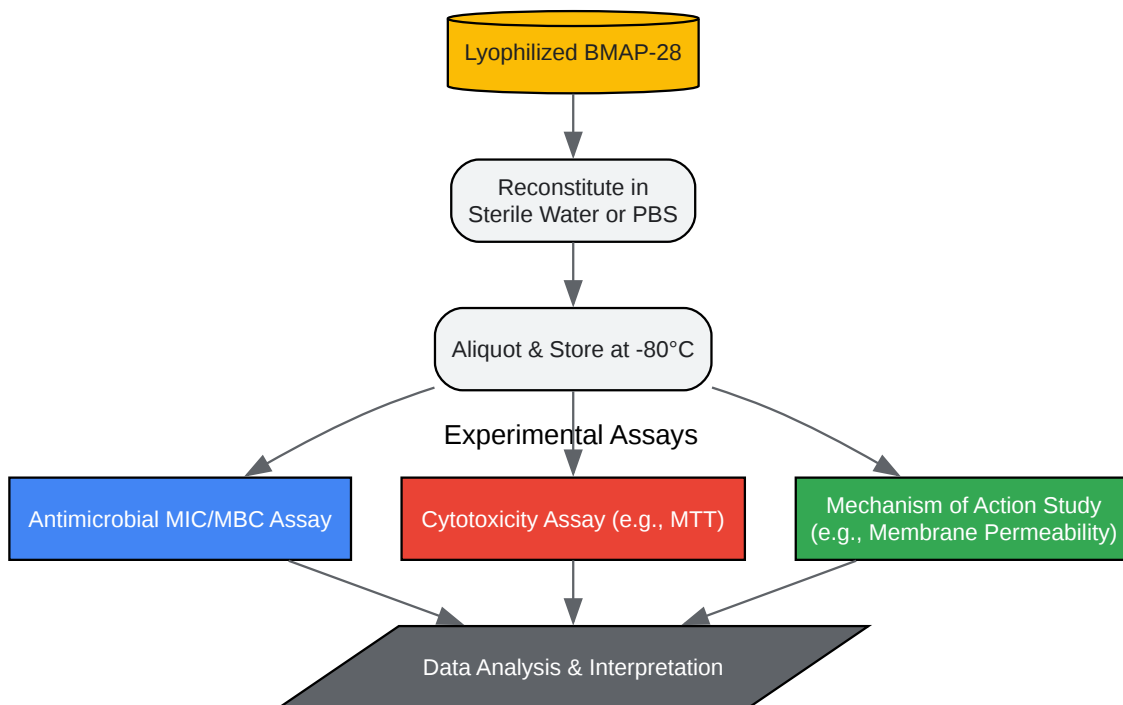 Lyophilized BMAP-28
Reconstitute in
Sterile Water or PBS
Aliquot & Store at -80°C
Experimental Assays
Antimicrobial MIC/MBC Assay
Cytotoxicity Assay (e.g., MTT)
Mechanism of Action Study
(e.g., Membrane Permeability)
Data Analysis & Interpretation